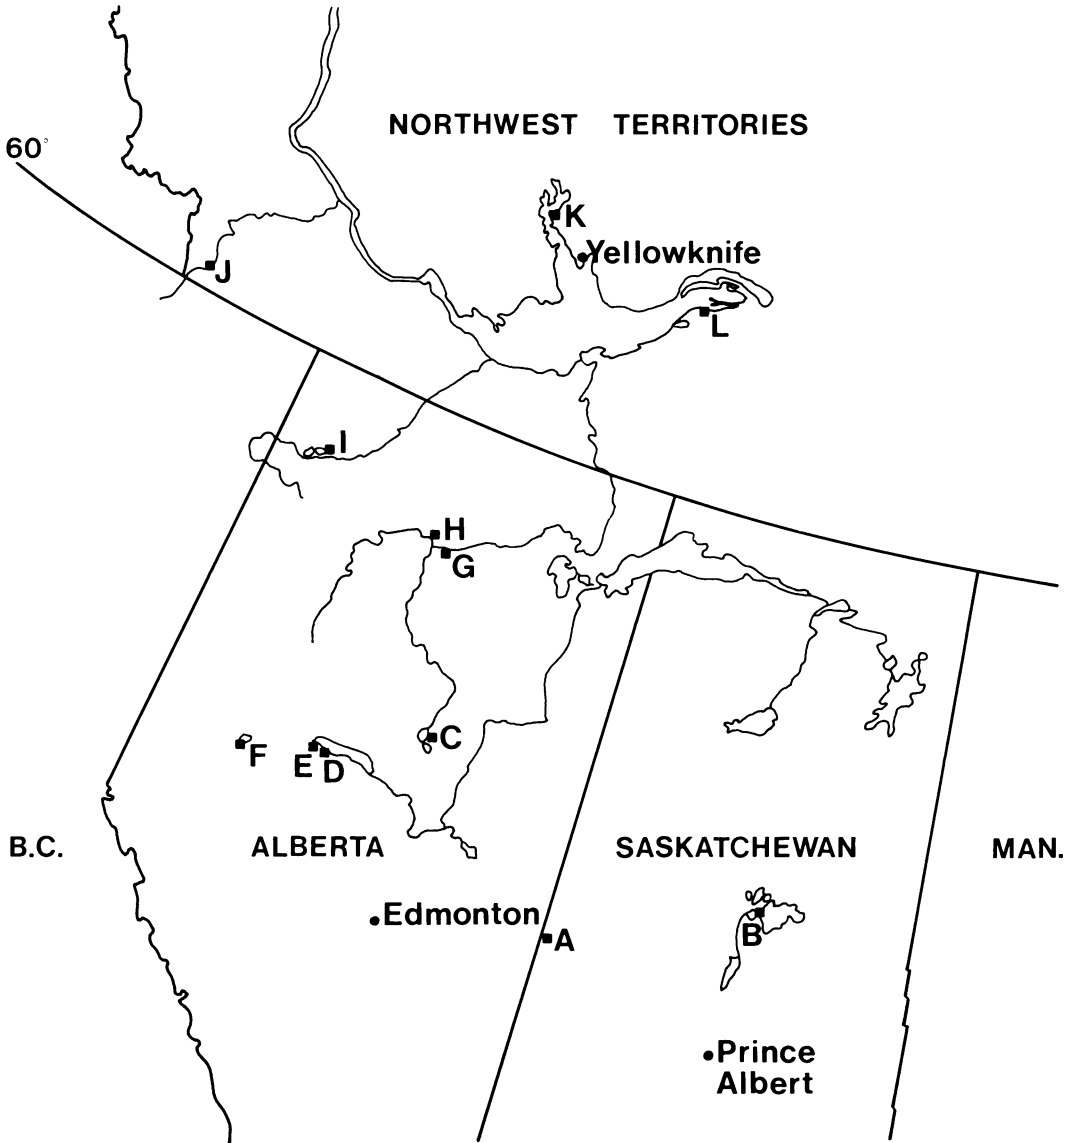 NORTHWEST TERRITORIES
60°
K
Yellowknife
J
L
I
H
G
C
F
E
D
B.C.
ALBERTA
SASKATCHEWAN
MAN.
Edmonton
A
B
Prince
Albert